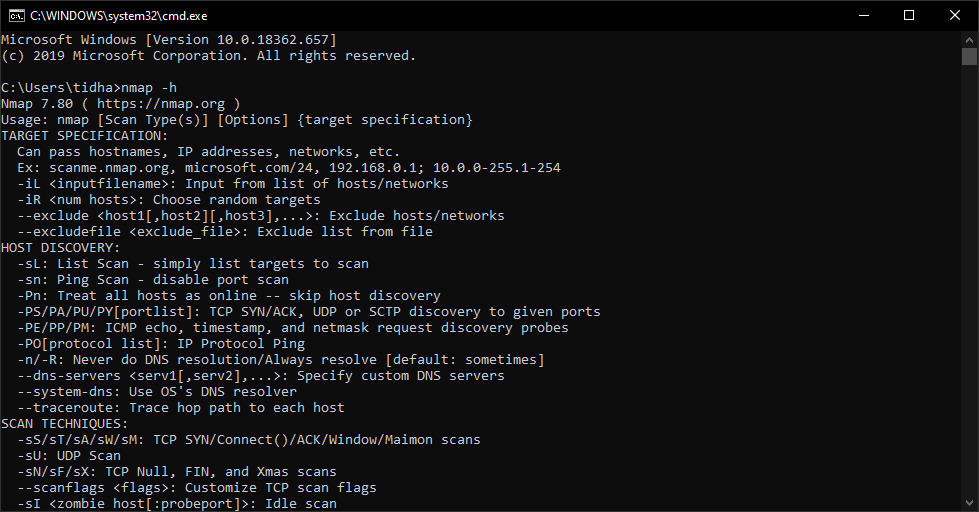 C:\WINDOWS\system32\cmd.exe
Microsoft Windows [Version 10.0.18362.657]
(c) 2019 Microsoft Corporation. All rights reserved.

C:\Users\tidha>nmap -h
Nmap 7.80 ( https://nmap.org )
Usage: nmap [Scan Type(s)] [Options] {target specification}
TARGET SPECIFICATION:
  Can pass hostnames, IP addresses, networks, etc.
  Ex: scanme.nmap.org, microsoft.com/24, 192.168.0.1; 10.0.0-255.1-254
  -iL <inputfilename>: Input from list of hosts/networks
  -iR <num hosts>: Choose random targets
  --exclude <host1[,host2][,host3],...>: Exclude hosts/networks
  --excludefile <exclude_file>: Exclude list from file
HOST DISCOVERY:
  -sL: List Scan - simply list targets to scan
  -sn: Ping Scan - disable port scan
  -Pn: Treat all hosts as online -- skip host discovery
  -PS/PA/PU/PY[portlist]: TCP SYN/ACK, UDP or SCTP discovery to given ports
  -PE/PP/PM: ICMP echo, timestamp, and netmask request discovery probes
  -PO[protocol list]: IP Protocol Ping
  -n/-R: Never do DNS resolution/Always resolve [default: sometimes]
  --dns-servers <serv1[,serv2],...>: Specify custom DNS servers
  --system-dns: Use OS's DNS resolver
  --traceroute: Trace hop path to each host
SCAN TECHNIQUES:
  -sS/sT/sA/sW/sM: TCP SYN/Connect()/ACK/Window/Maimon scans
  -sU: UDP Scan
  -sN/sF/sX: TCP Null, FIN, and Xmas scans
  --scanflags <flags>: Customize TCP scan flags
  -sI <zombie host[:probeport]>: Idle scan